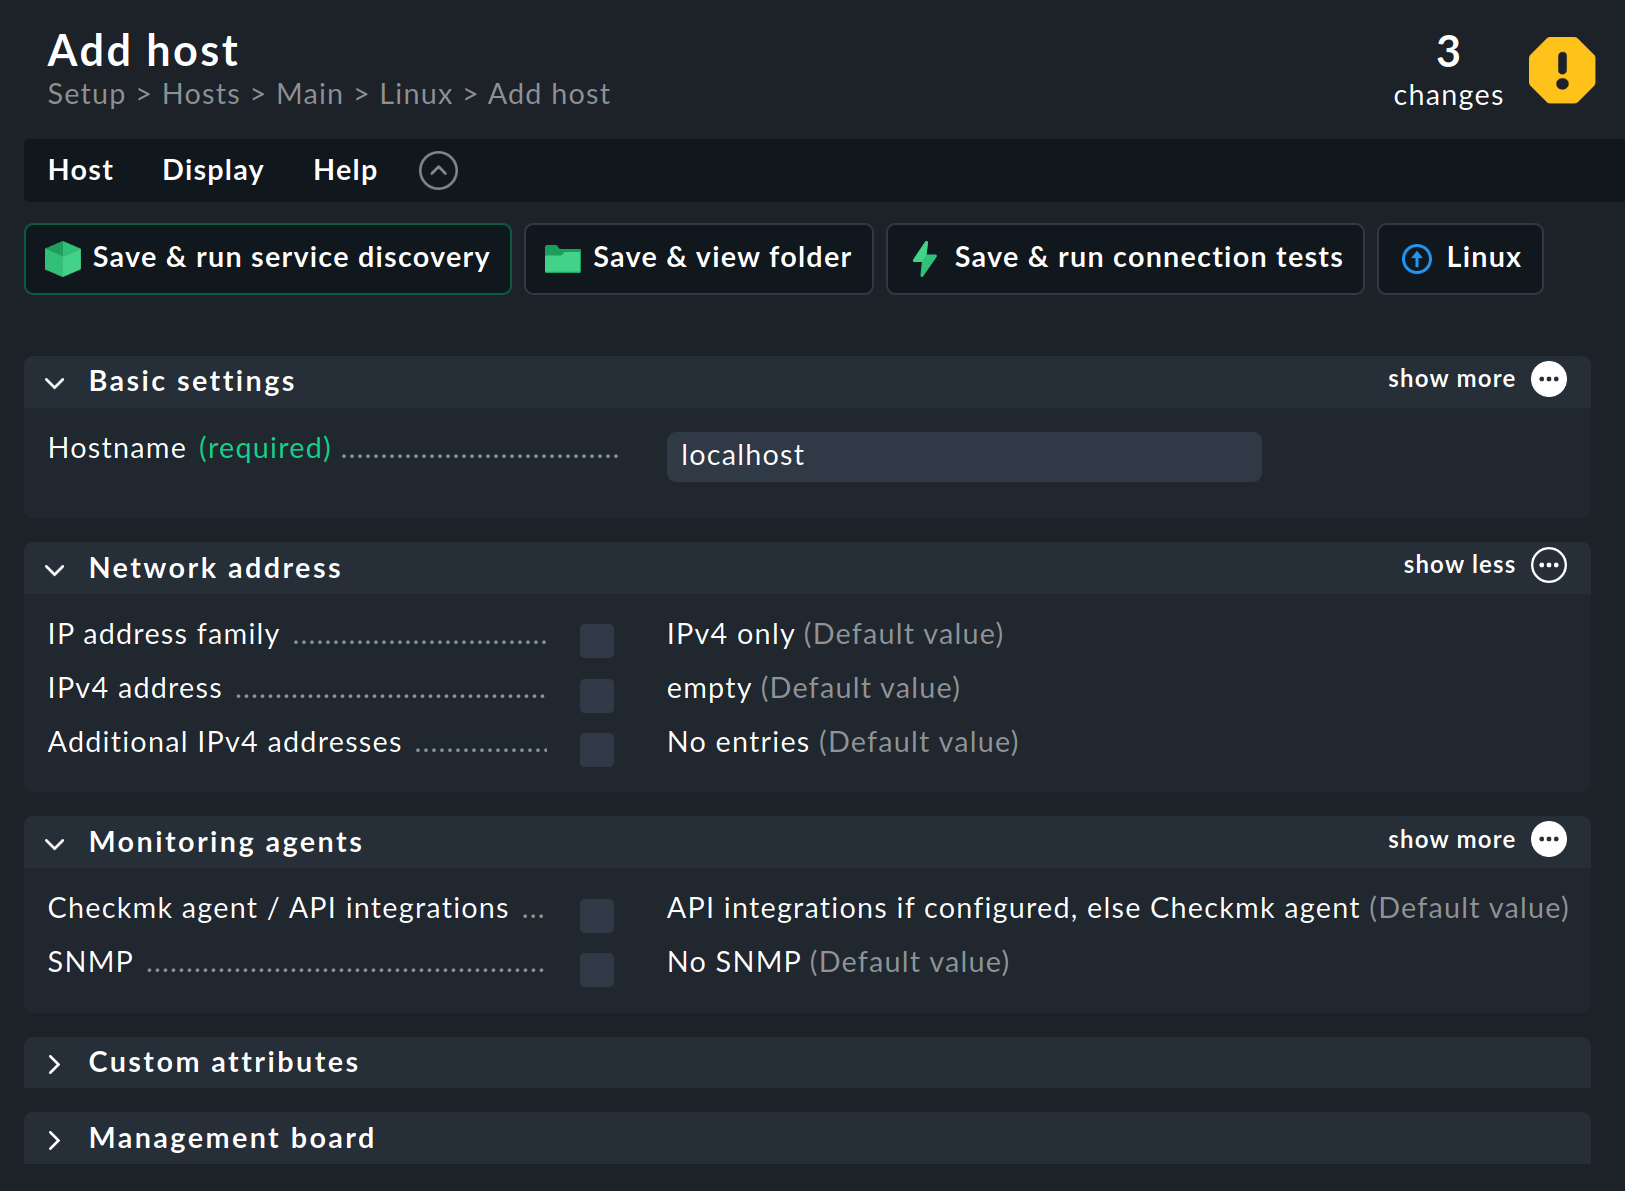 Add host
Setup > Hosts > Main > Linux > Add host
3
changes
Host Display Help
Save & run service discovery Save & view folder Save & run connection tests Linux
Basic settings show more
Hostname (required) localhost
Network address show less
IP address family IPv4 only (Default value)
IPv4 address empty (Default value)
Additional IPv4 addresses No entries (Default value)
Monitoring agents show more
Checkmk agent / API integrations API integrations if configured, else Checkmk agent (Default value)
SNMP No SNMP (Default value)
Custom attributes
Management board